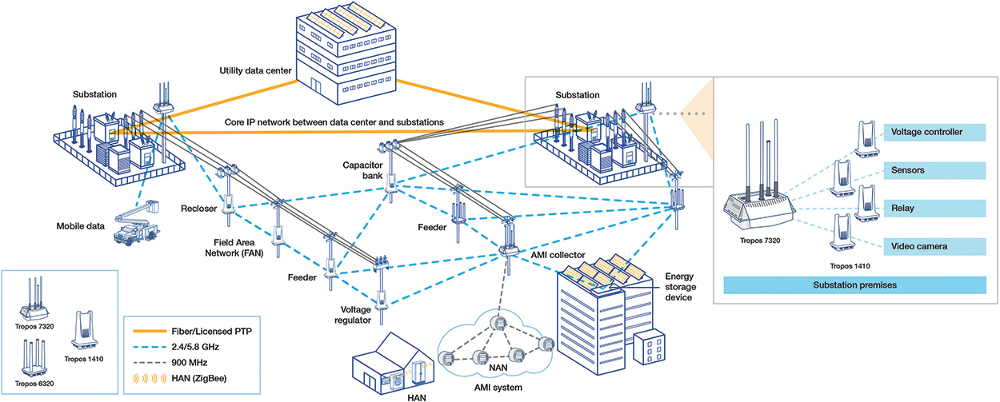 Utility data center
Substation
Core IP network between data center and substations
Substation
Capacitor
bank
Recloser
Mobile data
Field Area
Network (FAN)
Feeder
Feeder
AMI collector
Voltage
regulator
Energy
storage
device
NAN
AMI system
HAN
Voltage controller
Sensors
Relay
Video camera
Tropos 7320
Tropos 1410
Substation premises
Tropos 7320
Tropos 1410
Tropos 6320
Fiber/Licensed PTP
2.4/5.8 GHz
900 MHz
HAN (ZigBee)